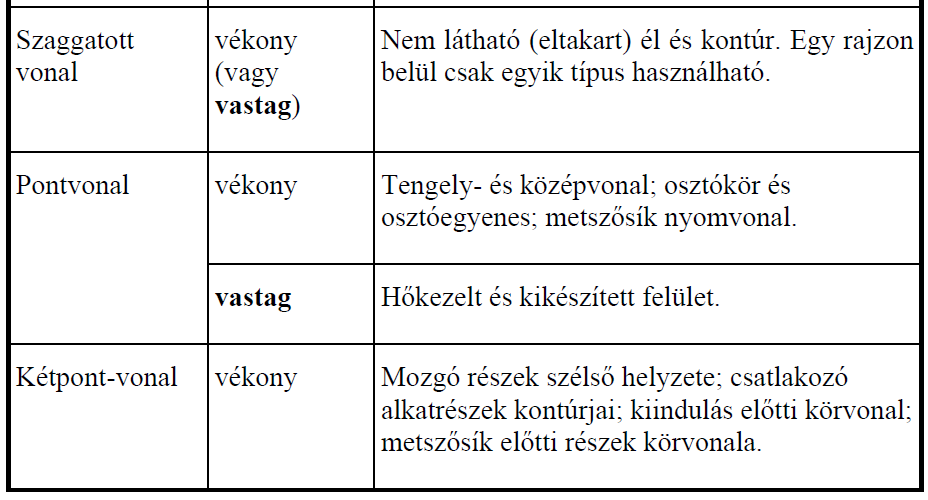 Szaggatott
vonal
vékony
(vagy
vastag)
Nem látható (eltakart) él és kontúr. Egy rajzon
belül csak egyik típus használható.
Pontvonal
vékony
Tengely- és középvonal; osztókör és
osztóegyenes; metszősík nyomvonal.
vastag
Hőkezelt és kikészített felület.
Kétpont-vonal
vékony
Mozgó részek szélső helyzete; csatlakozó
alkatrészek kontúrjai; kiindulás előtti körvonal;
metszősík előtti részek körvonala.